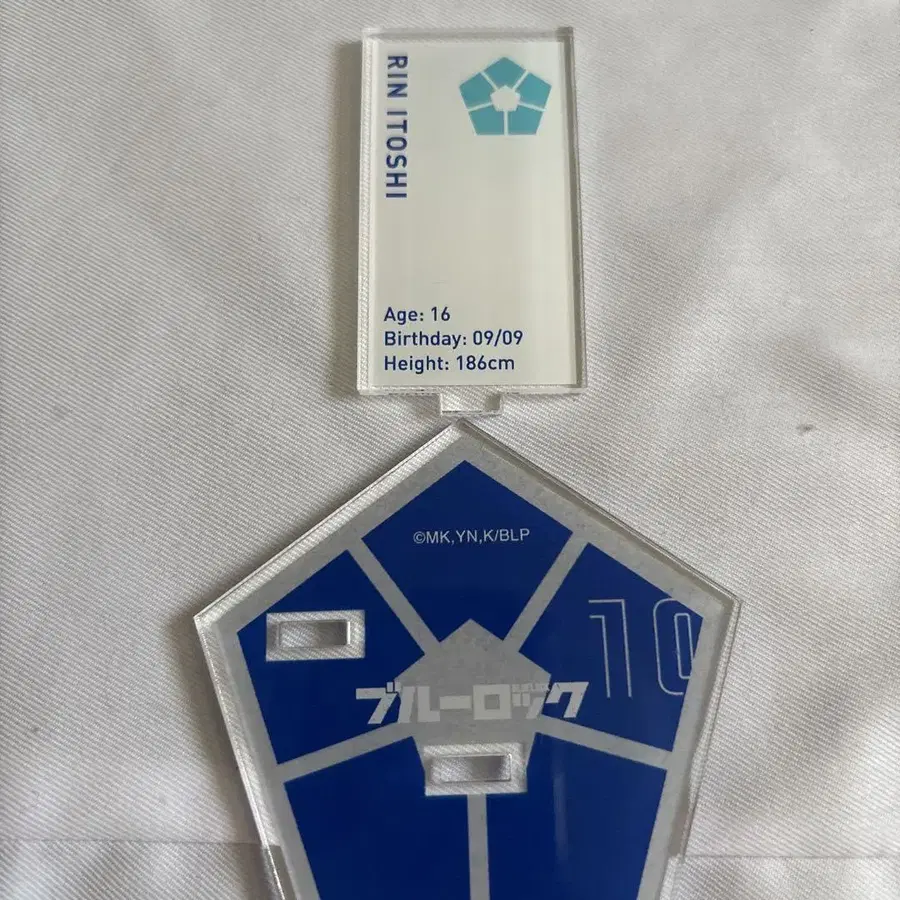 RIN ITOSHI
Age: 16
Birthday: 09/09
Height: 186cm
©MK,YN,K/BLP
10
ブルーロック